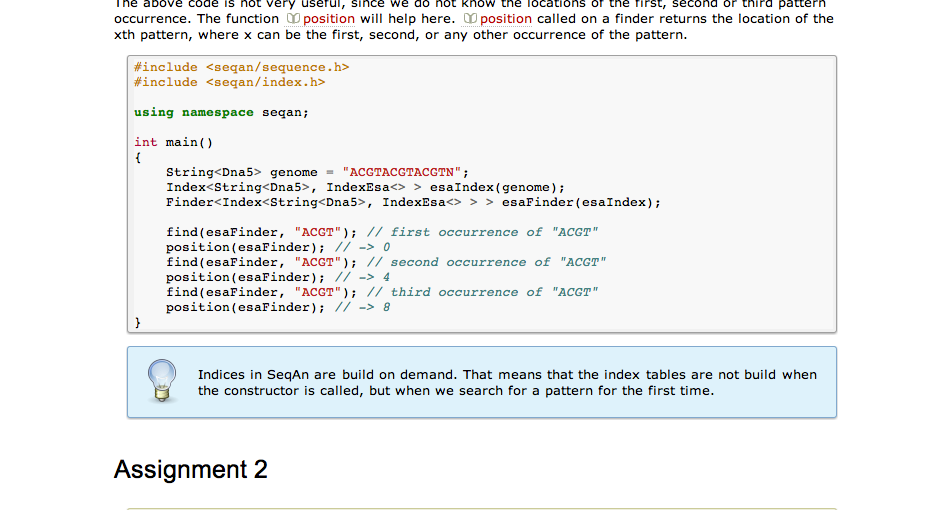 The above code is not very useful, since we do not know the locations of the first, second or third pattern
occurrence. The function position will help here. position called on a finder returns the location of the
xth pattern, where x can be the first, second, or any other occurrence of the pattern.
#include <seqan/sequence.h>
#include <seqan/index.h>
using namespace seqan;
int main()
{
    String<Dna5> genome = "ACGTACGTACGTN";
    Index<String<Dna5>, IndexEsa<> > esaIndex(genome);
    Finder<Index<String<Dna5>, IndexEsa<> > > esaFinder(esaIndex);
    find(esaFinder, "ACGT"); // first occurrence of "ACGT"
    position(esaFinder); // -> 0
    find(esaFinder, "ACGT"); // second occurrence of "ACGT"
    position(esaFinder); // -> 4
    find(esaFinder, "ACGT"); // third occurrence of "ACGT"
    position(esaFinder); // -> 8
}
Indices in SeqAn are build on demand. That means that the index tables are not build when
the constructor is called, but when we search for a pattern for the first time.
Assignment 2